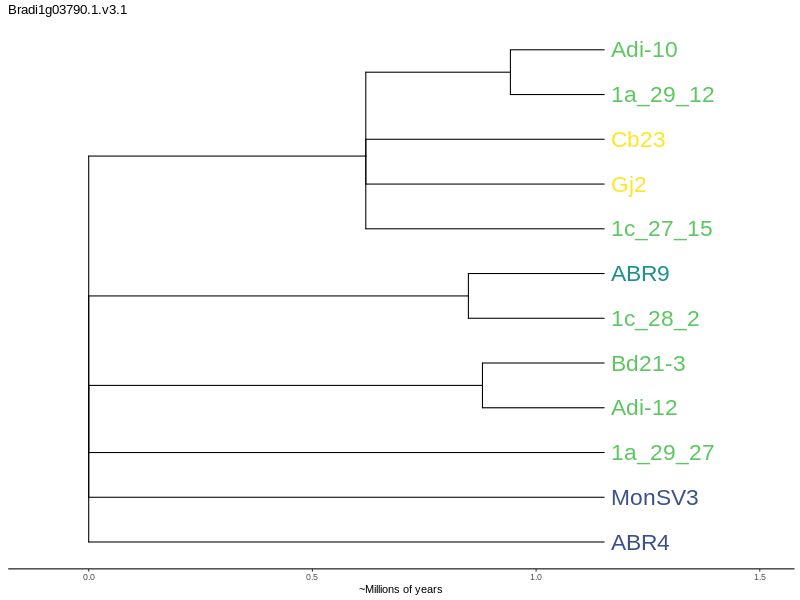 Bradi1g03790.1.v3.1
Adi-10
1a_29_12
Cb23
Gj2
1c_27_15
ABR9
1c_28_2
Bd21-3
Adi-12
1a_29_27
MonSV3
ABR4
0.0 0.5 1.0 1.5
~Millions of years